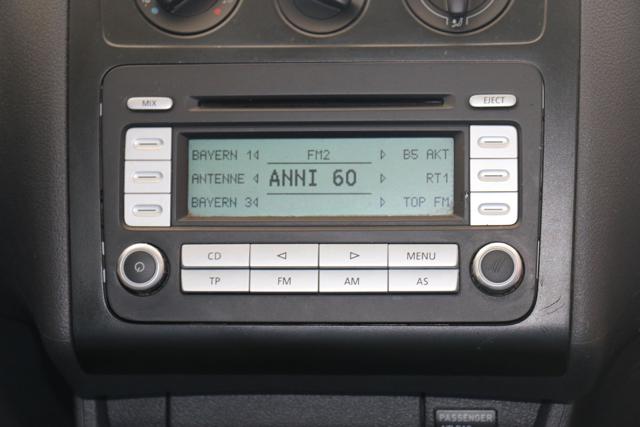 MIX
EJECT
BAYERN 1 FM2 B5 AKT
ANTENNE ANNI 60 RT1
BAYERN 3 TOP FM
CD MENU
TP FM AM AS
PASSENGER